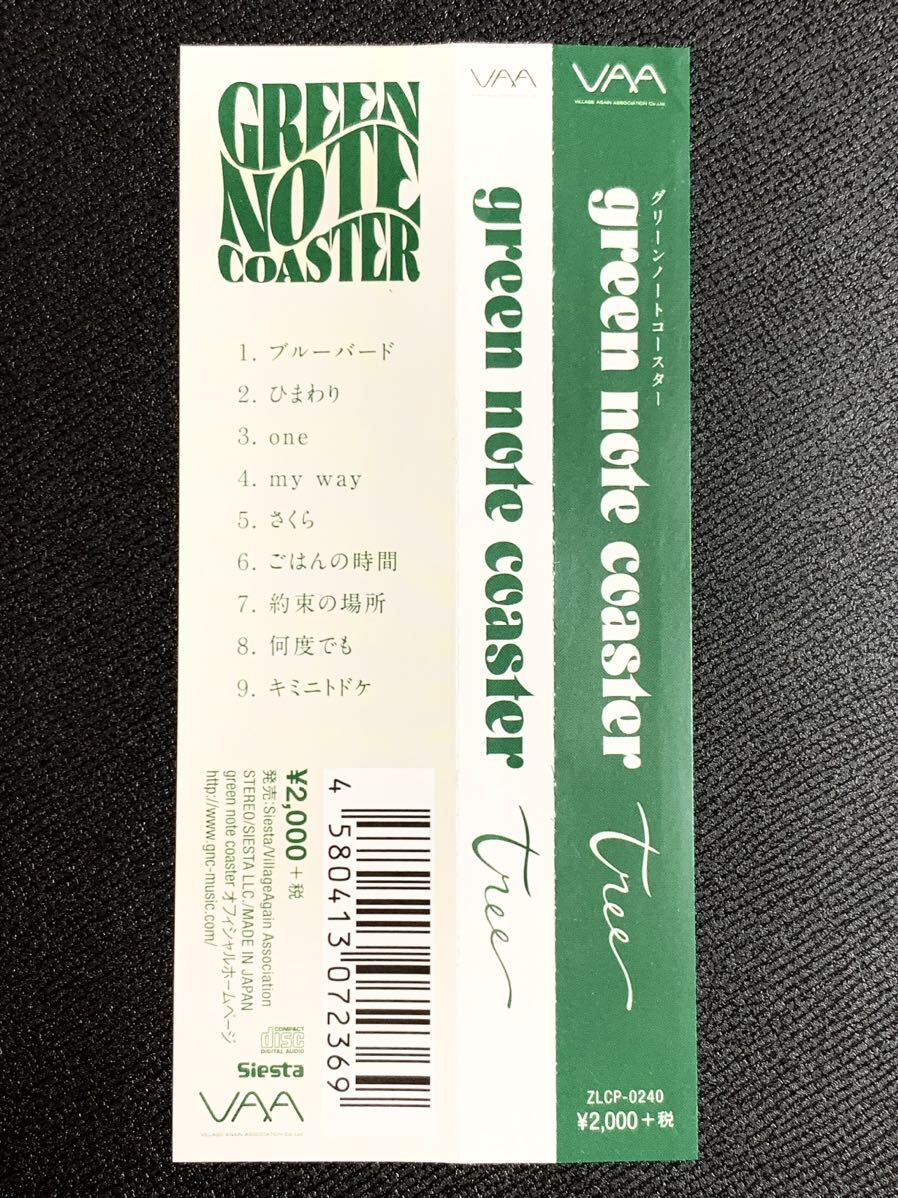 GREEN
NOTE
COASTER
1. ブルーバード
2. ひまわり
3. one
4. my way
5. さくら
6. ごはんの時間
7. 約束の場所
8. 何度でも
9. キミニトドケ
¥2,000+税
発売:Siesta/VillageAgain Association
STEREO/SIESTA LLC./MADE IN JAPAN
green note coaster オフィシャルホームページ
http://www.gnc-music.com/
4 580413 072369
COMPACT
disc
DIGITAL AUDIO
Siesta
VAA
VILLAGE AGAIN ASSOCIATION Co.,Ltd.
VAA
green note coaster
tree
VAA
VILLAGE AGAIN ASSOCIATION Co.,Ltd.
グリーンノートコースター
green note coaster
tree
ZLCP-0240
¥2,000+税